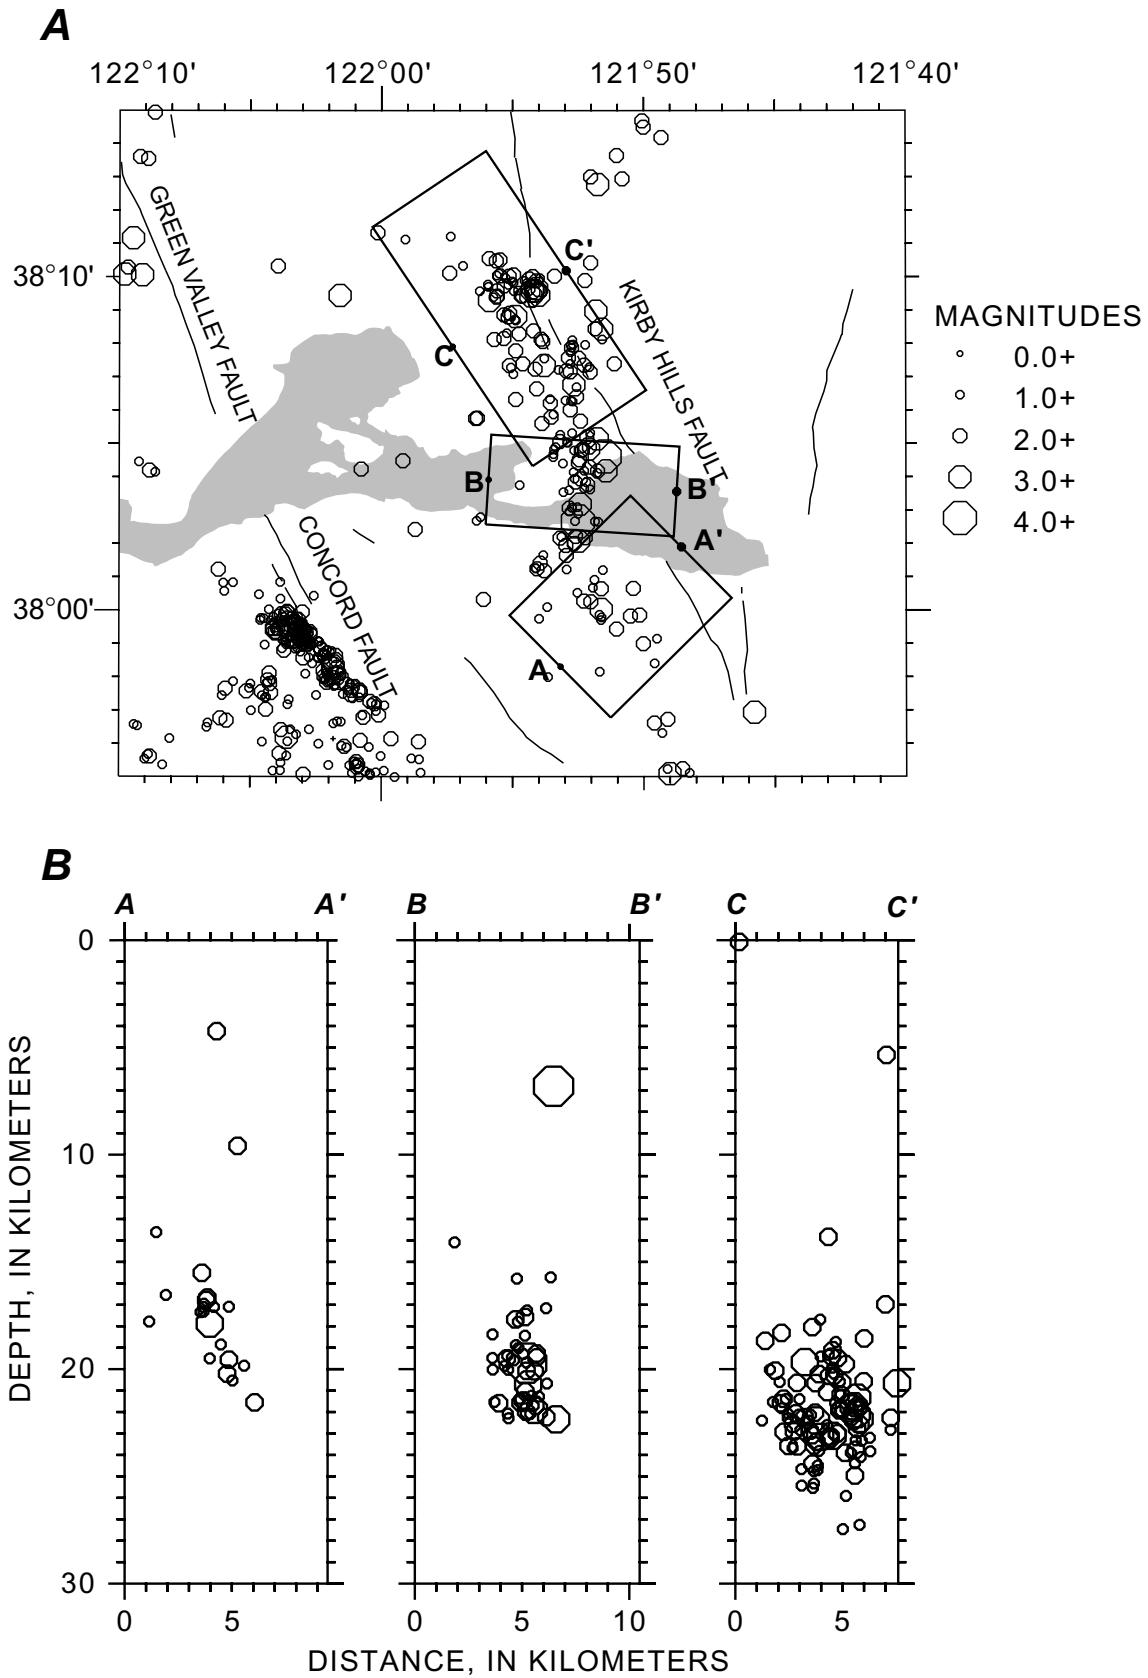 A
122°10' 122°00' 121°50' 121°40'
GREEN VALLEY FAULT
C'
38°10'
KIRBY HILLS FAULT
MAGNITUDES
C
0.0+
1.0+
2.0+
B
B'
3.0+
4.0+
CONCORD FAULT
A'
38°00'
A
B
A A' B B' C C'
0
10
20
30
DEPTH, IN KILOMETERS
0 5 0 5 10 0 5
DISTANCE, IN KILOMETERS